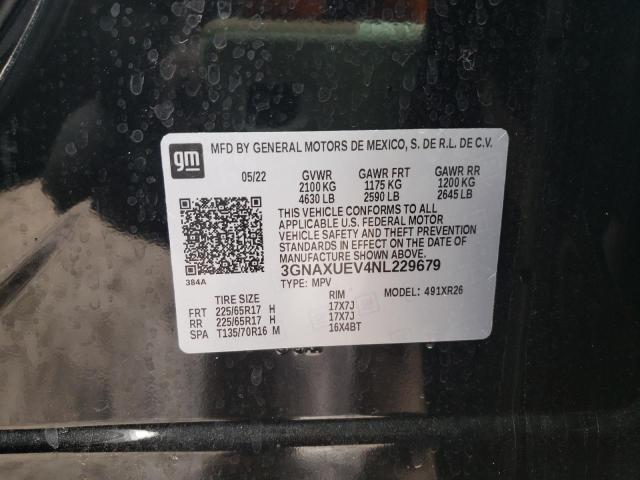 gm
MFD BY GENERAL MOTORS DE MEXICO, S. DE R.L. DE C.V.
05/22 GVWR GAWR FRT GAWR RR
2100 KG 1175 KG 1200 KG
4630 LB 2590 LB 2645 LB
THIS VEHICLE CONFORMS TO ALL
APPLICABLE U.S. FEDERAL MOTOR
VEHICLE SAFETY AND THEFT PREVENTION
STANDARDS IN EFFECT ON THE DATE OF
MANUFACTURE SHOWN ABOVE.
384A 3GNAXUEV4NL229679
TYPE: MPV MODEL: 491XR26
TIRE SIZE RIM
FRT 225/65R17 H 17X7J
RR 225/65R17 H 17X7J
SPA T135/70R16 M 16X4BT